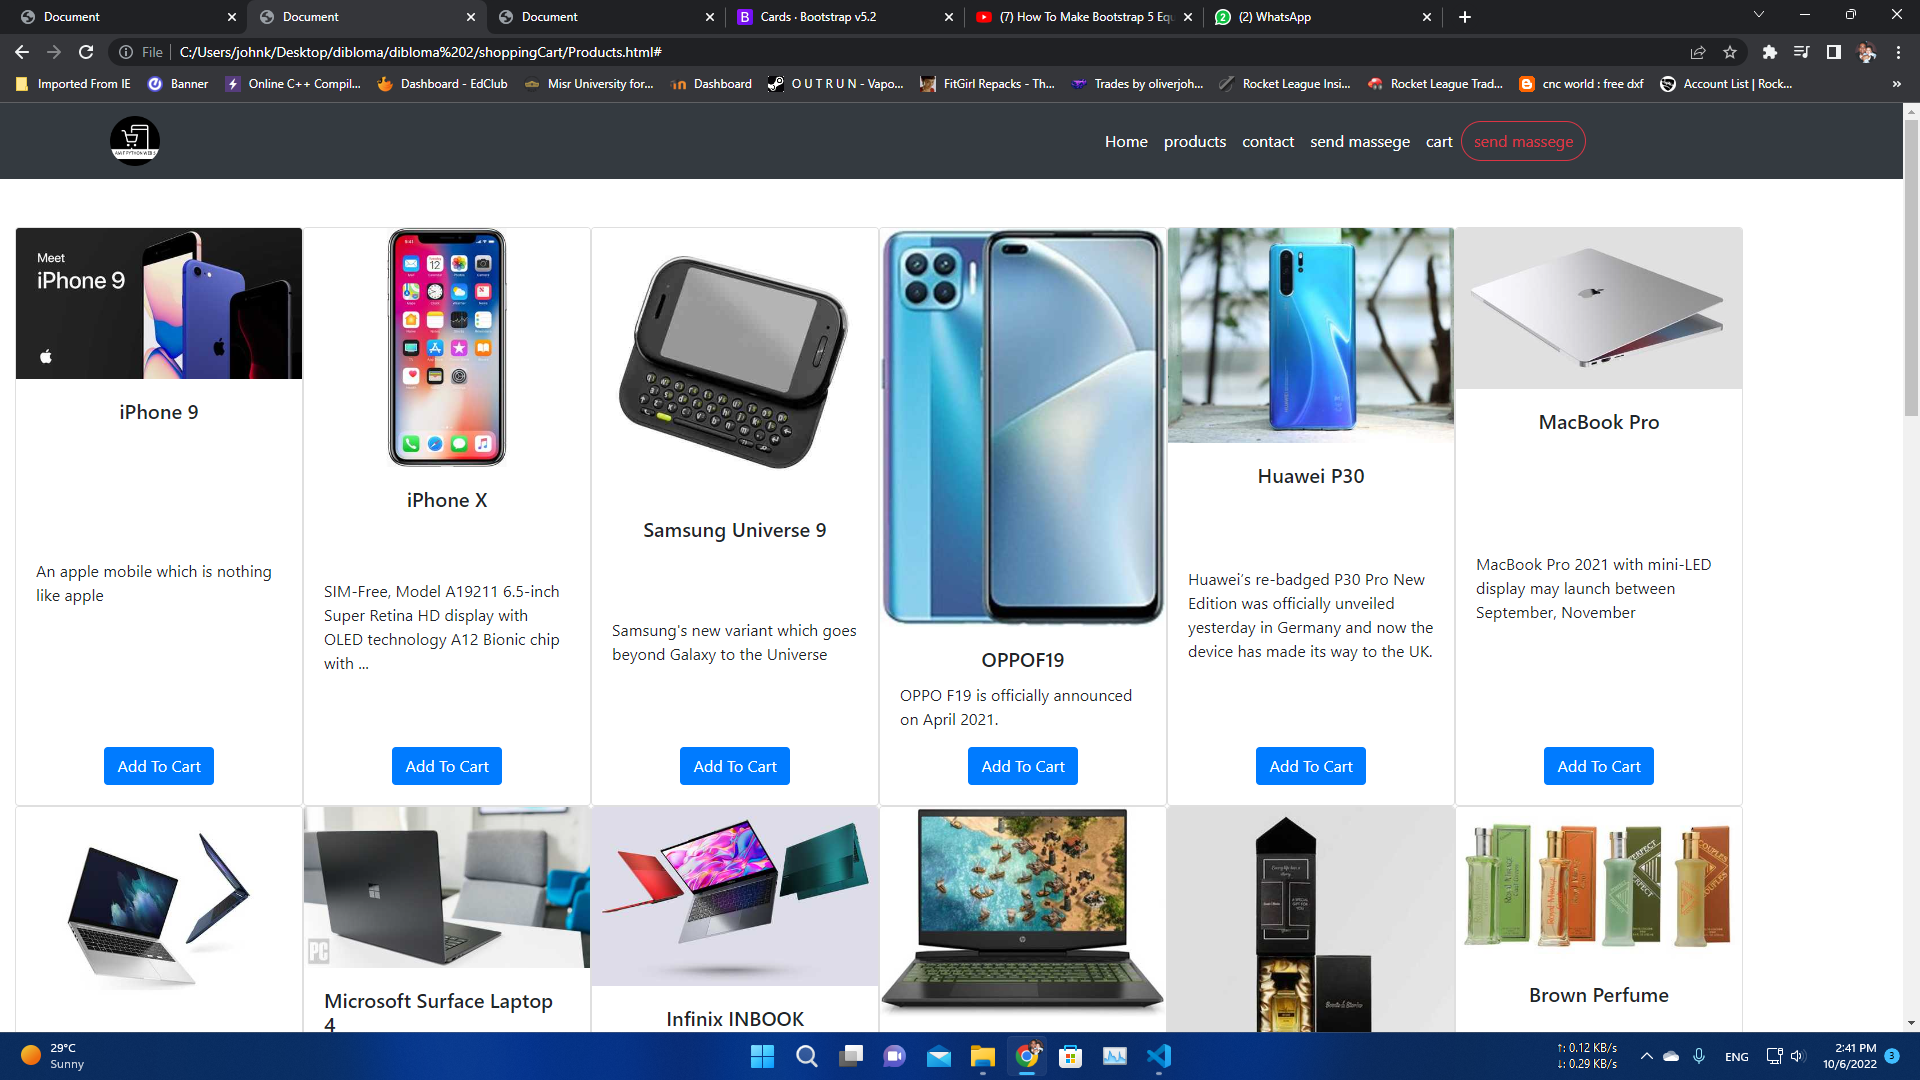 Document
Document
Document
Cards · Bootstrap v5.2
(7) How To Make Bootstrap 5 Equ
(2) WhatsApp
File
C:/Users/johnk/Desktop/dibloma/dibloma%202/shoppingCart/Products.html#
Imported From IE
Banner
Online C++ Compil...
Dashboard - EdClub
Misr University for...
Dashboard
O U T R U N - Vapo...
FitGirl Repacks - Th...
Trades by oliverjoh...
Rocket League Insi...
Rocket League Trad...
cnc world : free dxf
Account List | Rock...
»
Home
products
contact
send massege
cart
send massege
Meet
iPhone 9
iPhone 9
An apple mobile which is nothing
like apple
Add To Cart
iPhone X
SIM-Free, Model A19211 6.5-inch
Super Retina HD display with
OLED technology A12 Bionic chip
with ...
Add To Cart
Samsung Universe 9
Samsung's new variant which goes
beyond Galaxy to the Universe
Add To Cart
OPPOF19
OPPO F19 is officially announced
on April 2021.
Add To Cart
Huawei P30
Huawei’s re-badged P30 Pro New
Edition was officially unveiled
yesterday in Germany and now the
device has made its way to the UK.
Add To Cart
MacBook Pro
MacBook Pro 2021 with mini-LED
display may launch between
September, November
Add To Cart
PC
Microsoft Surface Laptop
4
Infinix INBOOK
Brown Perfume
29°C
Sunny
↑: 0.12 KB/s
↓: 0.29 KB/s
ENG
2:41 PM
10/6/2022
3